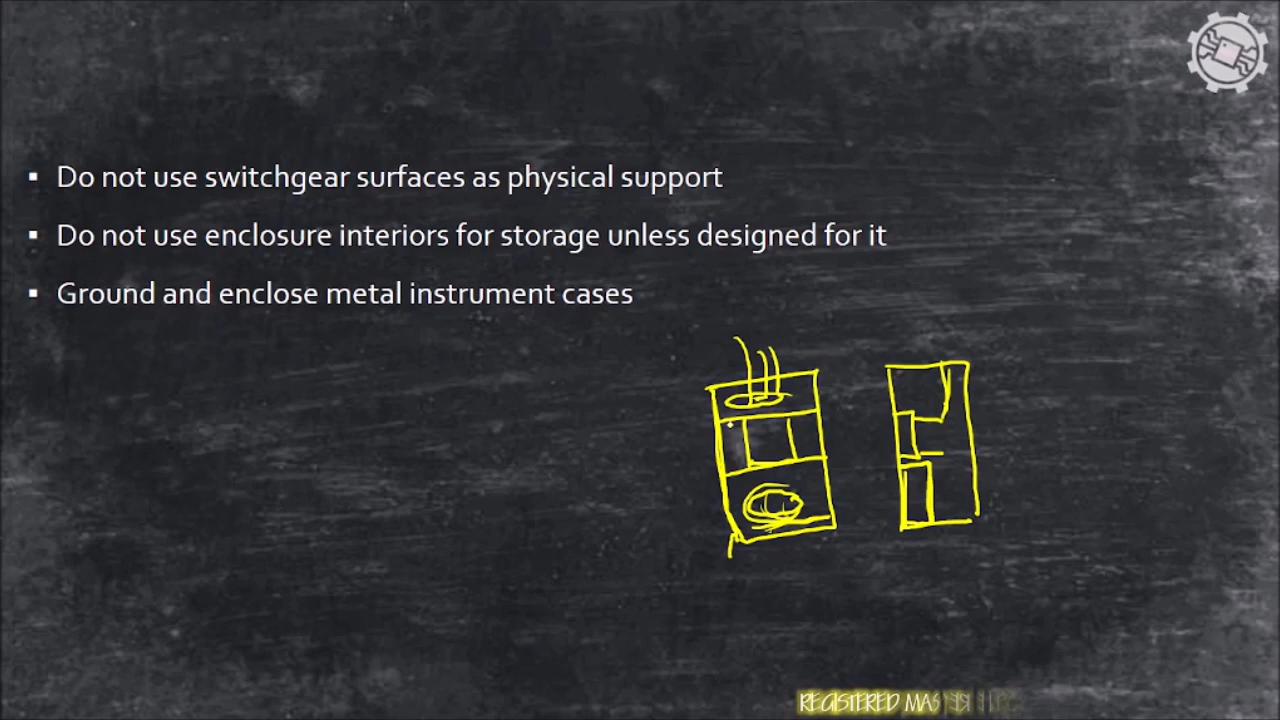 ▪ Do not use switchgear surfaces as physical support
▪ Do not use enclosure interiors for storage unless designed for it
▪ Ground and enclose metal instrument cases
REGISTERED